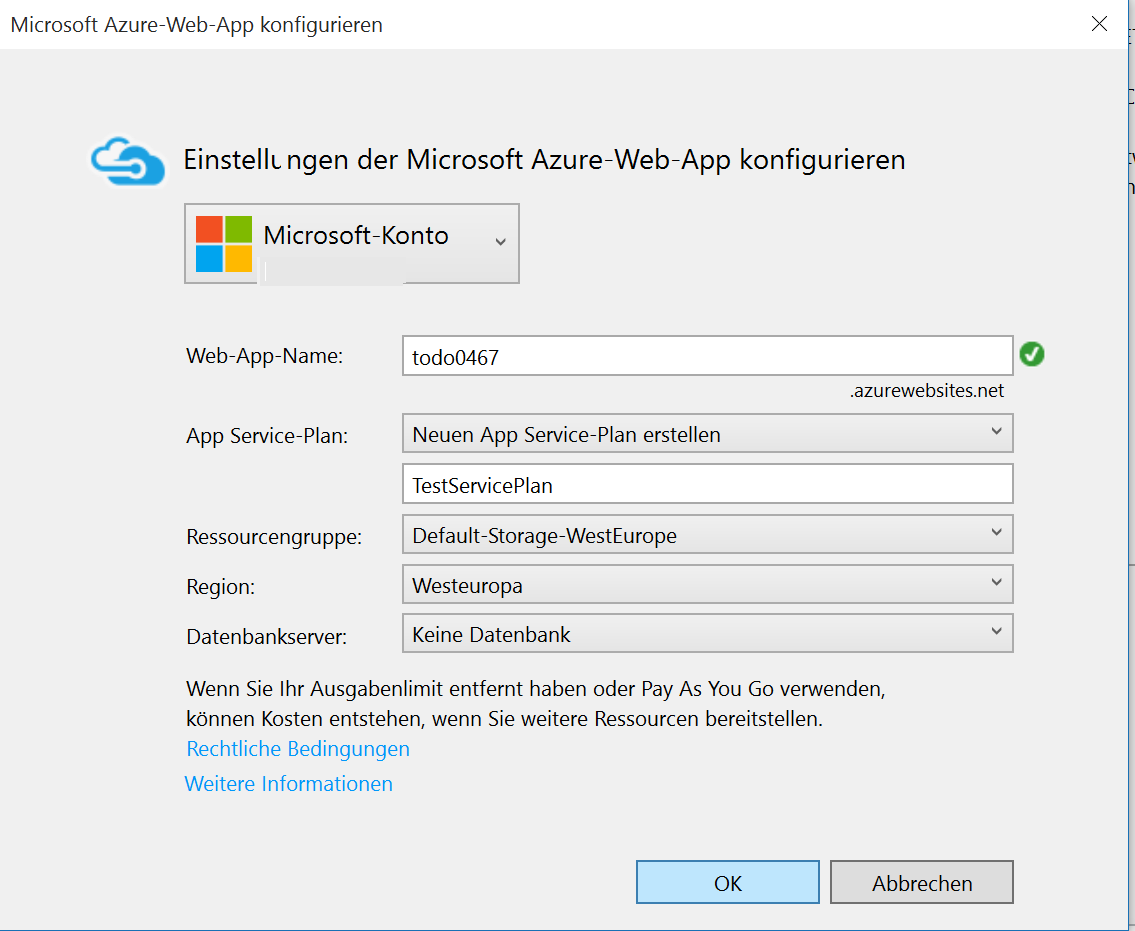 Microsoft Azure-Web-App konfigurieren
Einstellungen der Microsoft Azure-Web-App konfigurieren
Microsoft-Konto
Web-App-Name:
todo0467
.azurewebsites.net
App Service-Plan:
Neuen App Service-Plan erstellen
TestServicePlan
Ressourcengruppe:
Default-Storage-WestEurope
Region:
Westeuropa
Datenbankserver:
Keine Datenbank
Wenn Sie Ihr Ausgabenlimit entfernt haben oder Pay As You Go verwenden,
können Kosten entstehen, wenn Sie weitere Ressourcen bereitstellen.
Rechtliche Bedingungen
Weitere Informationen
OK
Abbrechen